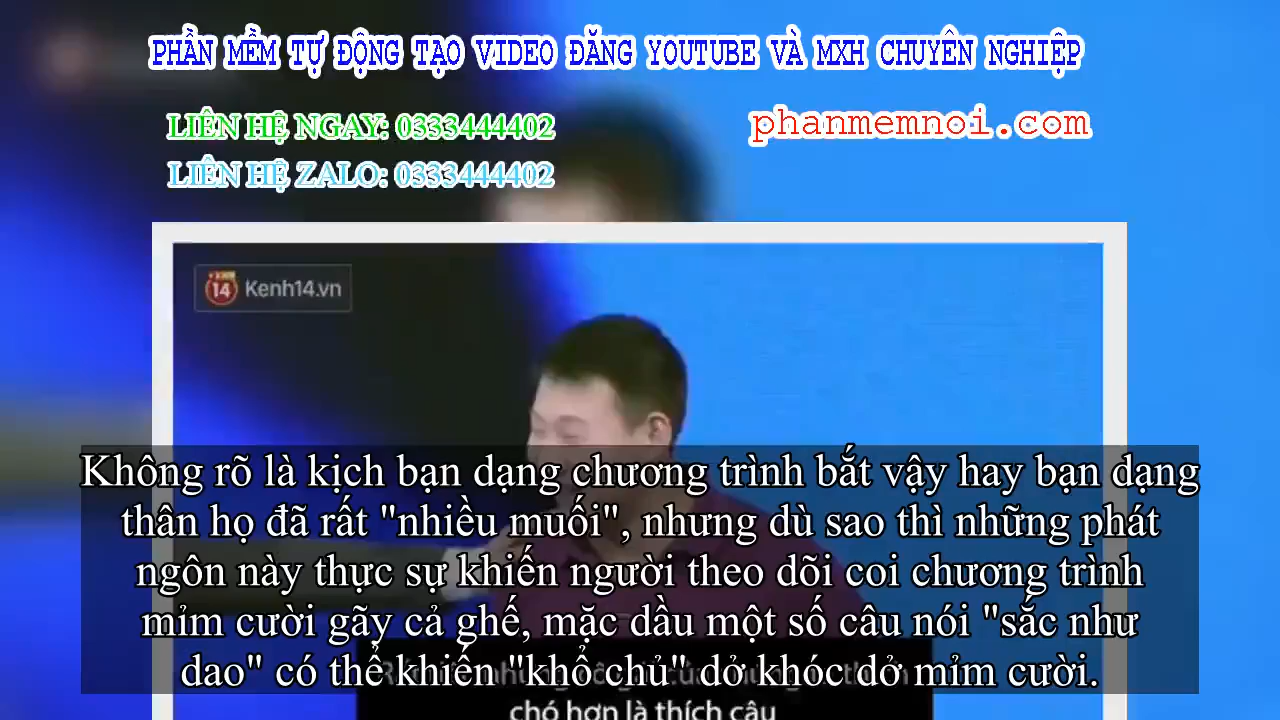 PHẦN MỀM TỰ ĐỘNG TẠO VIDEO ĐĂNG YOUTUBE VÀ MXH CHUYÊN NGHIỆP
LIÊN HỆ NGAY: 0333444402
phanmemnoi.com
LIÊN HỆ ZALO: 0333444402
14 Kenh14.vn
Không rõ là kịch bạn dạng chương trình bắt vậy hay bạn dạng
thân họ đã rất "nhiều muối", nhưng dù sao thì những phát
ngôn này thực sự khiến người theo dõi coi chương trình
mỉm cười gãy cả ghế, mặc dầu một số câu nói "sắc như
dao" có thể khiến "khổ chủ" dở khóc dở mỉm cười.
chó hơn là thích câu